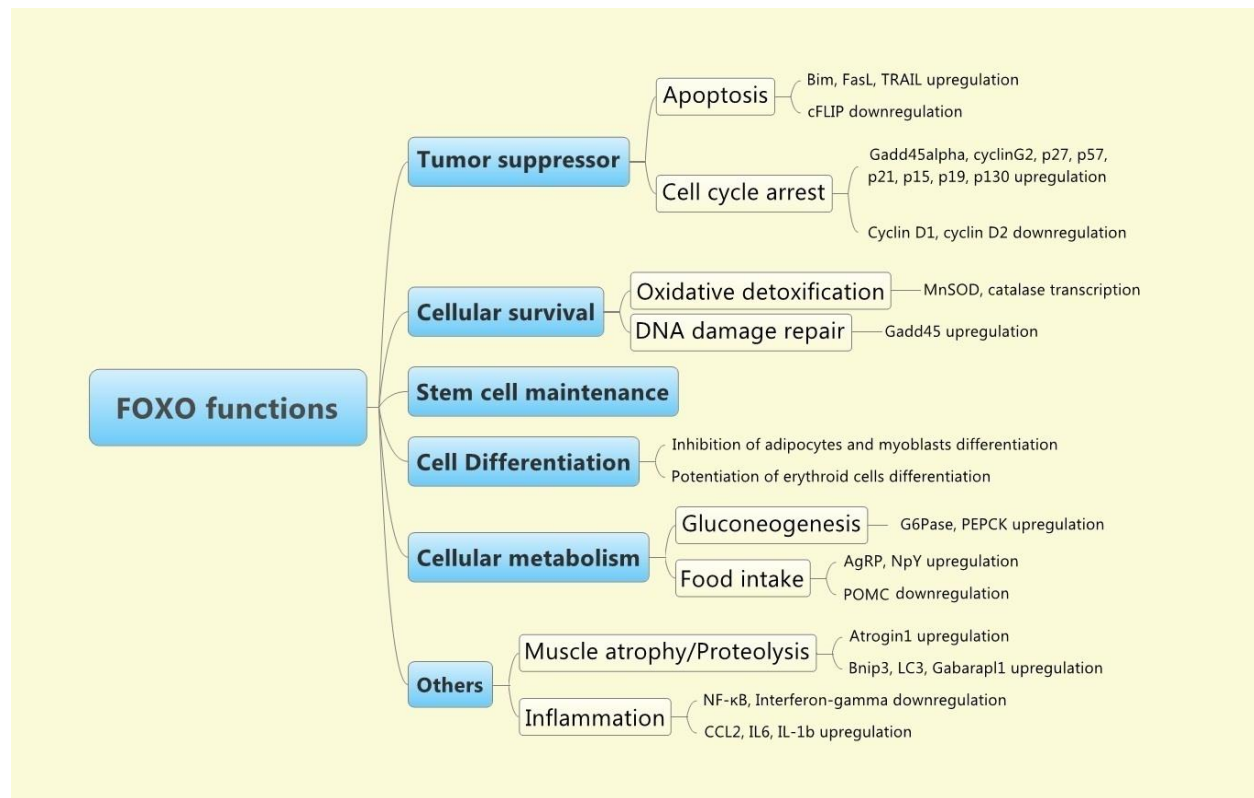 FOXO functions
Tumor suppressor
Apoptosis
Bim, FasL, TRAIL upregulation
cFLIP downregulation
Cell cycle arrest
Gadd45alpha, cyclinG2, p27, p57,
p21, p15, p19, p130 upregulation
Cyclin D1, cyclin D2 downregulation
Cellular survival
Oxidative detoxification
MnSOD, catalase transcription
DNA damage repair
Gadd45 upregulation
Stem cell maintenance
Cell Differentiation
Inhibition of adipocytes and myoblasts differentiation
Potentiation of erythroid cells differentiation
Cellular metabolism
Gluconeogenesis
G6Pase, PEPCK upregulation
Food intake
AgRP, NpY upregulation
POMC downregulation
Others
Muscle atrophy/Proteolysis
Atrogin1 upregulation
Bnip3, LC3, Gabarapl1 upregulation
Inflammation
NF-κB, Interferon-gamma downregulation
CCL2, IL6, IL-1b upregulation